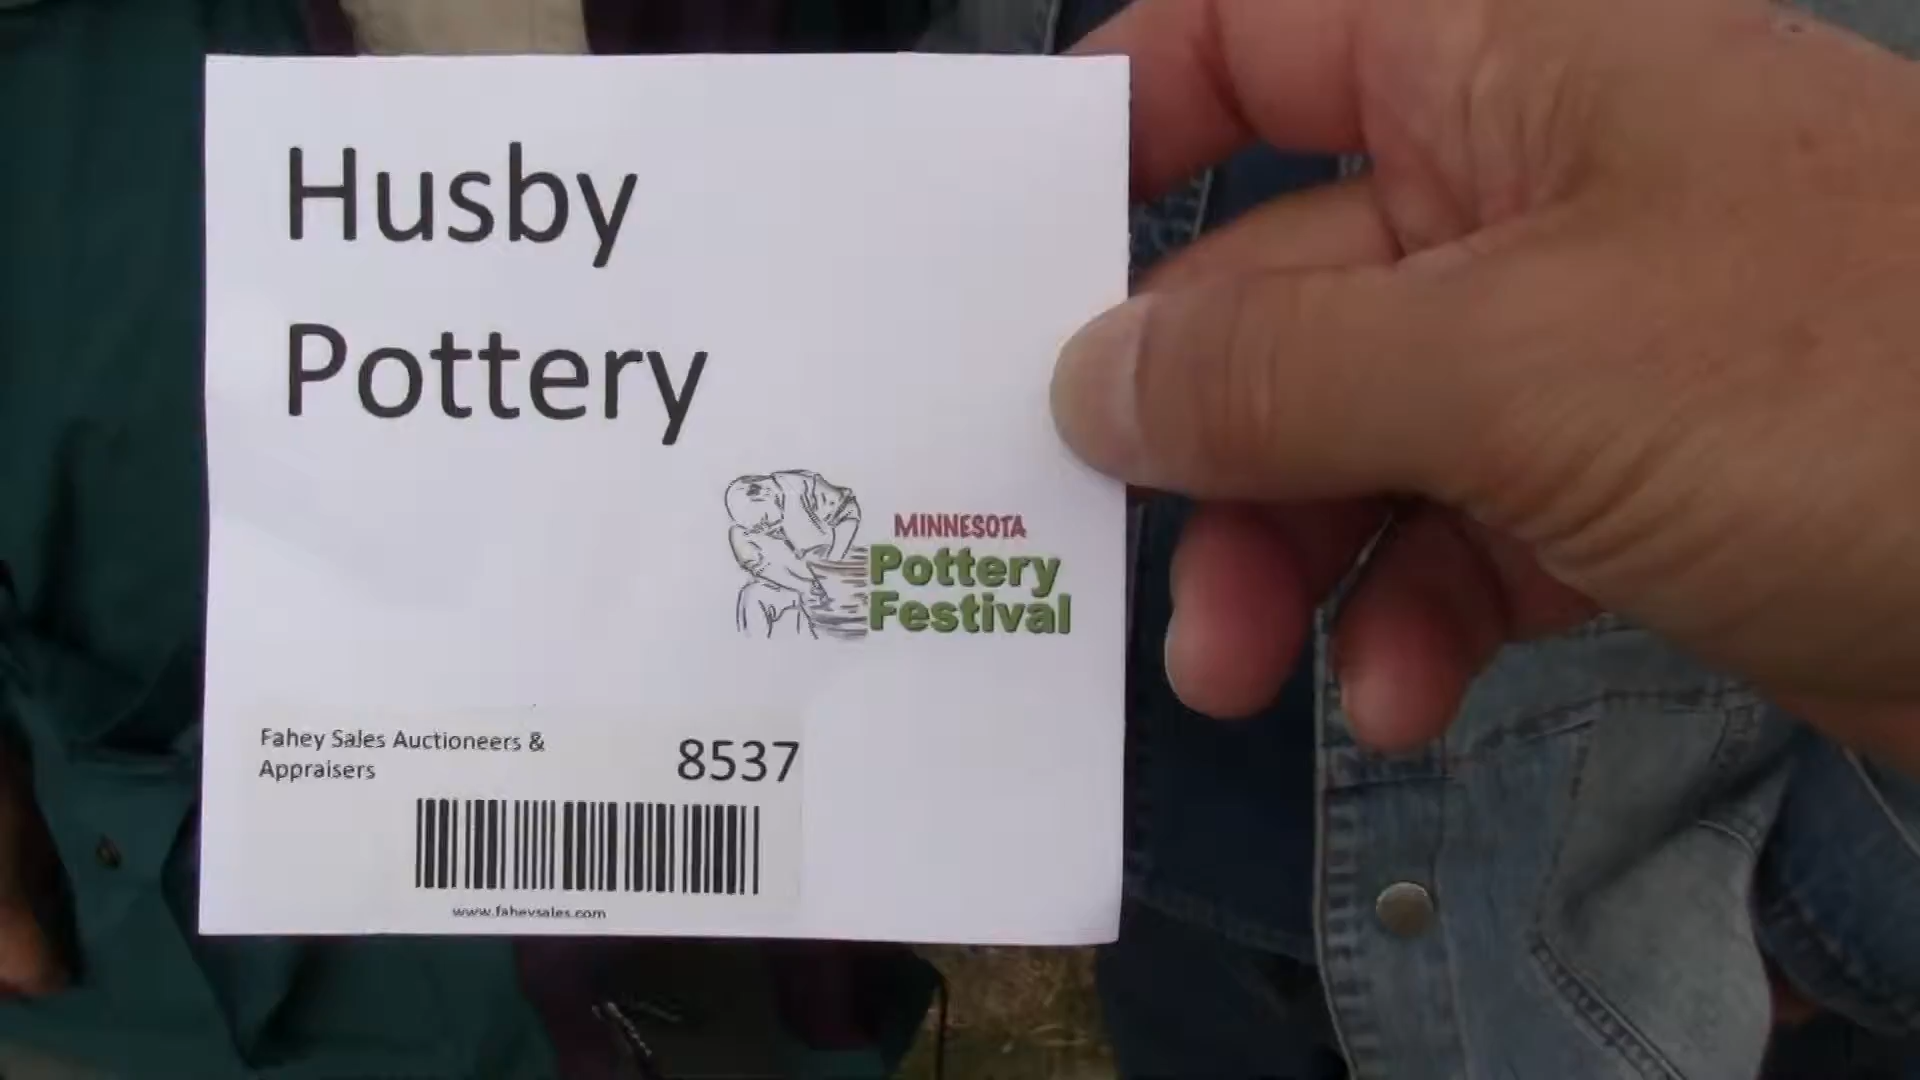 Husby
Pottery
MINNESOTA
Pottery
Festival
Fahey Sales Auctioneers &
Appraisers
8537
www.faheysales.com